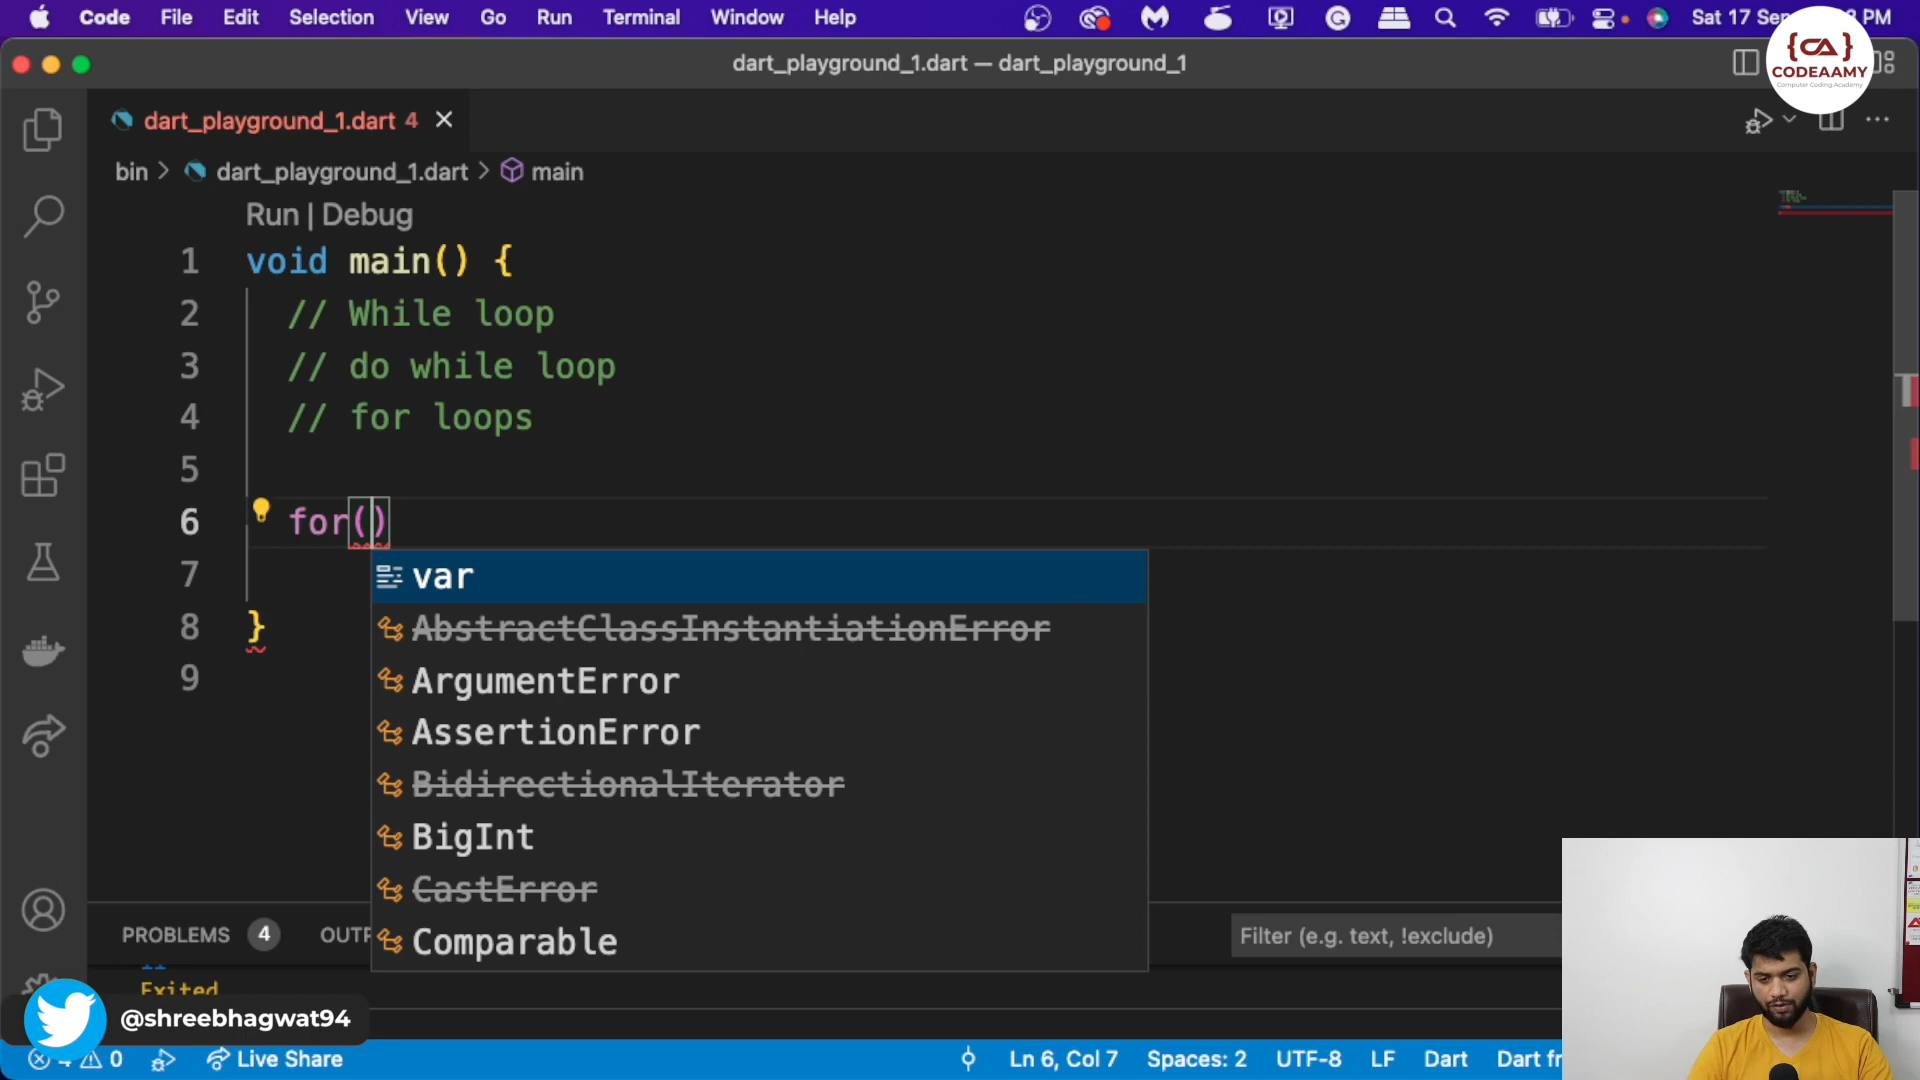 Code File Edit Selection View Go Run Terminal Window Help
Sat 17 Sep PM
dart_playground_1.dart — dart_playground_1
{CA}
CODEAAMY
Computer Coding Academy
dart_playground_1.dart 4
bin > dart_playground_1.dart > main
Run | Debug
1 void main() {
2 // While loop
3 // do while loop
4 // for loops
5
6 for()
7
8 }
9
var
AbstractClassInstantiationError
ArgumentError
AssertionError
BidirectionalIterator
BigInt
CastError
Comparable
PROBLEMS 4
Filter (e.g. text, !exclude)
Exited
@shreebhagwat94
0 Live Share Ln 6, Col 7 Spaces: 2 UTF-8 LF Dart